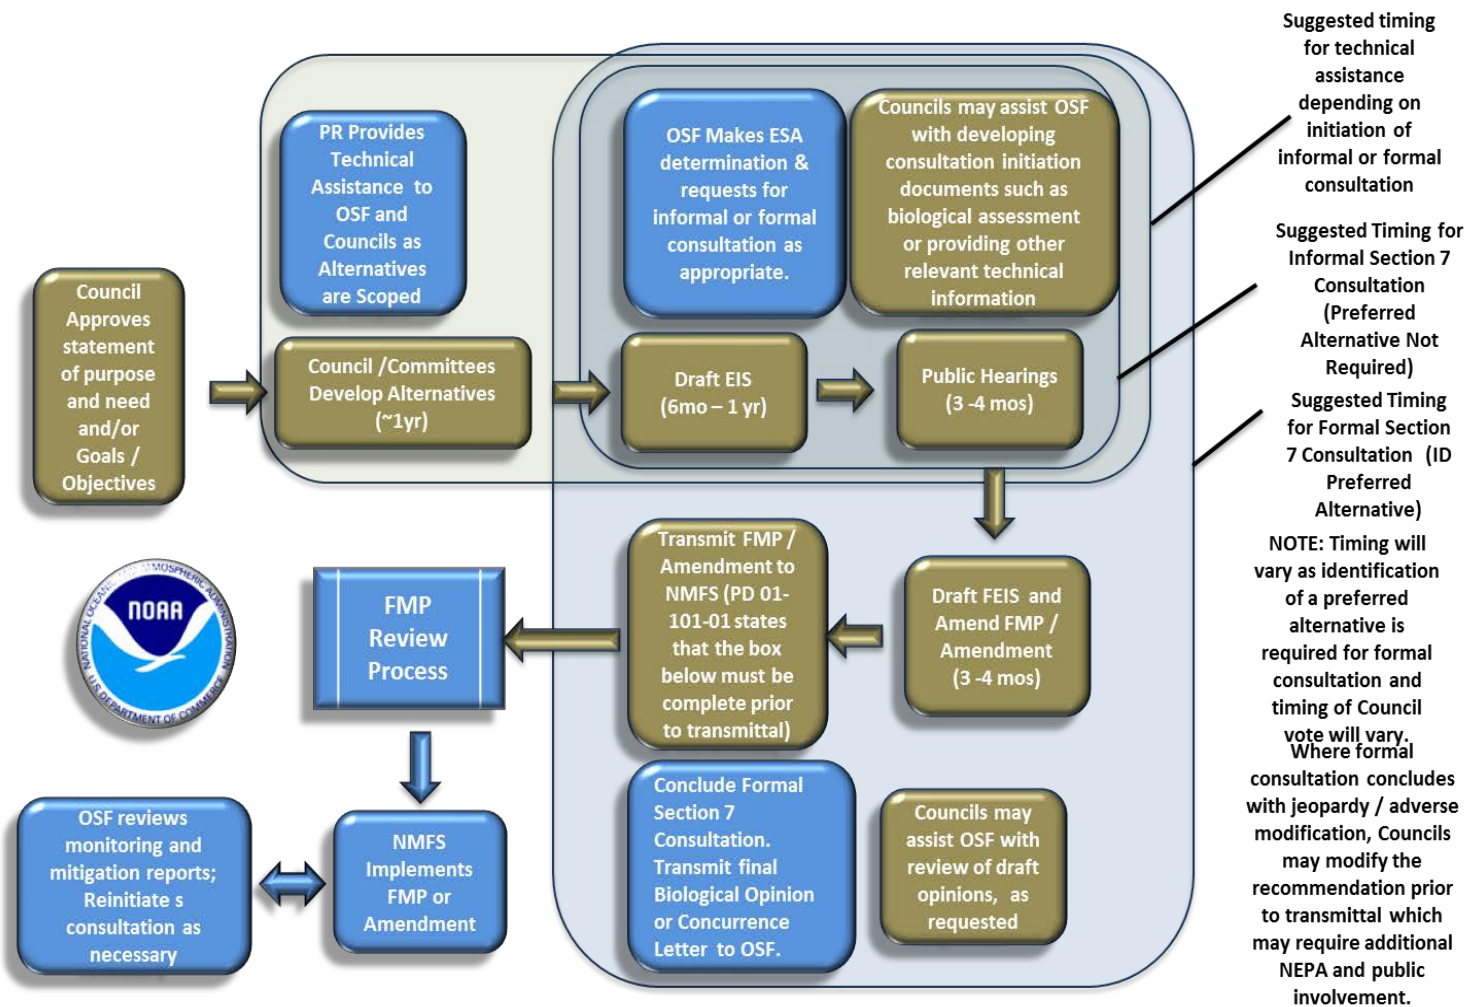 Council
Approves
statement
of purpose
and need
and/or
Goals /
Objectives
PR Provides
Technical
Assistance to
OSF and
Councils as
Alternatives
are Scoped
Council /Committees
Develop Alternatives
(~1yr)
OSF Makes ESA
determination &
requests for
informal or formal
consultation as
appropriate.
Councils may assist OSF
with developing
consultation initiation
documents such as
biological assessment
or providing other
relevant technical
information
Draft EIS
(6mo – 1 yr)
Public Hearings
(3 -4 mos)
Suggested timing
for technical
assistance
depending on
initiation of
informal or formal
consultation
Suggested Timing for
Informal Section 7
Consultation
(Preferred
Alternative Not
Required)
Suggested Timing
for Formal Section
7 Consultation (ID
Preferred
Alternative)
NOTE: Timing will
vary as identification
of a preferred
alternative is
required for formal
consultation and
timing of Council
vote will vary.
Where formal
consultation concludes
with jeopardy / adverse
modification, Councils
may modify the
recommendation prior
to transmittal which
may require additional
NEPA and public
involvement.
Draft FEIS and
Amend FMP /
Amendment
(3 -4 mos)
Transmit FMP /
Amendment to
NMFS (PD 01-
101-01 states
that the box
below must be
complete prior
to transmittal)
FMP
Review
Process
NATIONAL OCEANIC AND ATMOSPHERIC ADMINISTRATION
NOAA
U.S. DEPARTMENT OF COMMERCE
Conclude Formal
Section 7
Consultation.
Transmit final
Biological Opinion
or Concurrence
Letter to OSF.
Councils may
assist OSF with
review of draft
opinions, as
requested
NMFS
Implements
FMP or
Amendment
OSF reviews
monitoring and
mitigation reports;
Reinitiate s
consultation as
necessary